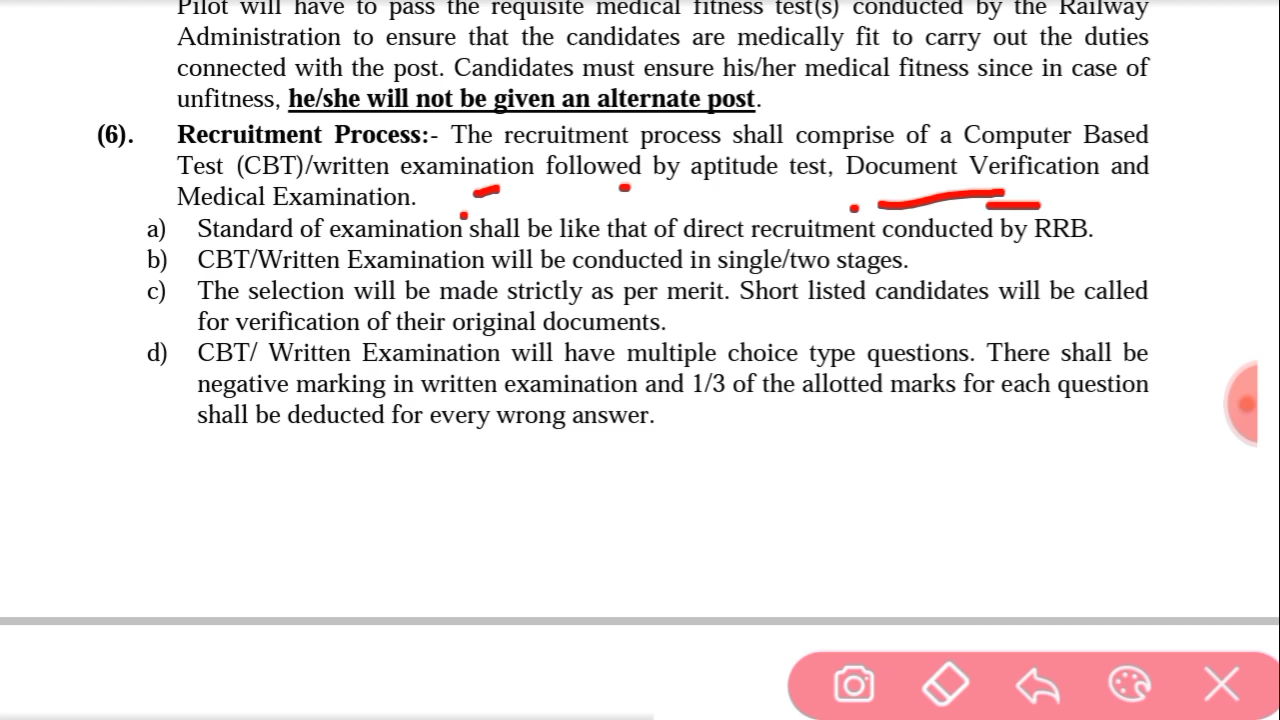 Pilot will have to pass the requisite medical fitness test(s) conducted by the Railway
Administration to ensure that the candidates are medically fit to carry out the duties
connected with the post. Candidates must ensure his/her medical fitness since in case of
unfitness, he/she will not be given an alternate post.
(6). Recruitment Process:- The recruitment process shall comprise of a Computer Based
Test (CBT)/written examination followed by aptitude test, Document Verification and
Medical Examination.
a) Standard of examination shall be like that of direct recruitment conducted by RRB.
b) CBT/Written Examination will be conducted in single/two stages.
c) The selection will be made strictly as per merit. Short listed candidates will be called
for verification of their original documents.
d) CBT/ Written Examination will have multiple choice type questions. There shall be
negative marking in written examination and 1/3 of the allotted marks for each question
shall be deducted for every wrong answer.